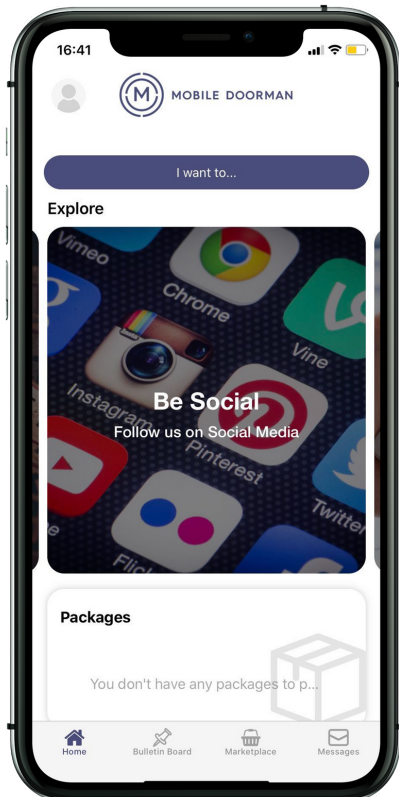 16:41
M
MOBILE DOORMAN
I want to...
Explore
Vimeo
Chrome
Vine
Instagram
Be Social
Follow us on Social Media
Pinterest
Twitter
Packages
You don't have any packages to p...
Home
Bulletin Board
Marketplace
Messages